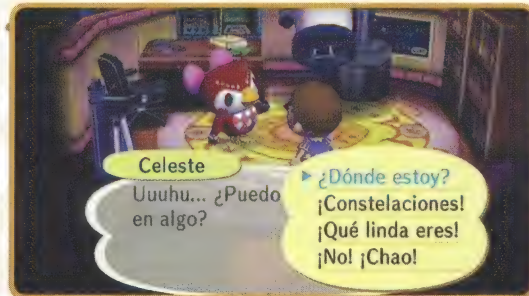 Celeste
Uuuhu... ¿Puedo
en algo?
¿Dónde estoy?
¡Constelaciones!
¡Qué linda eres!
¡No! ¡Chao!